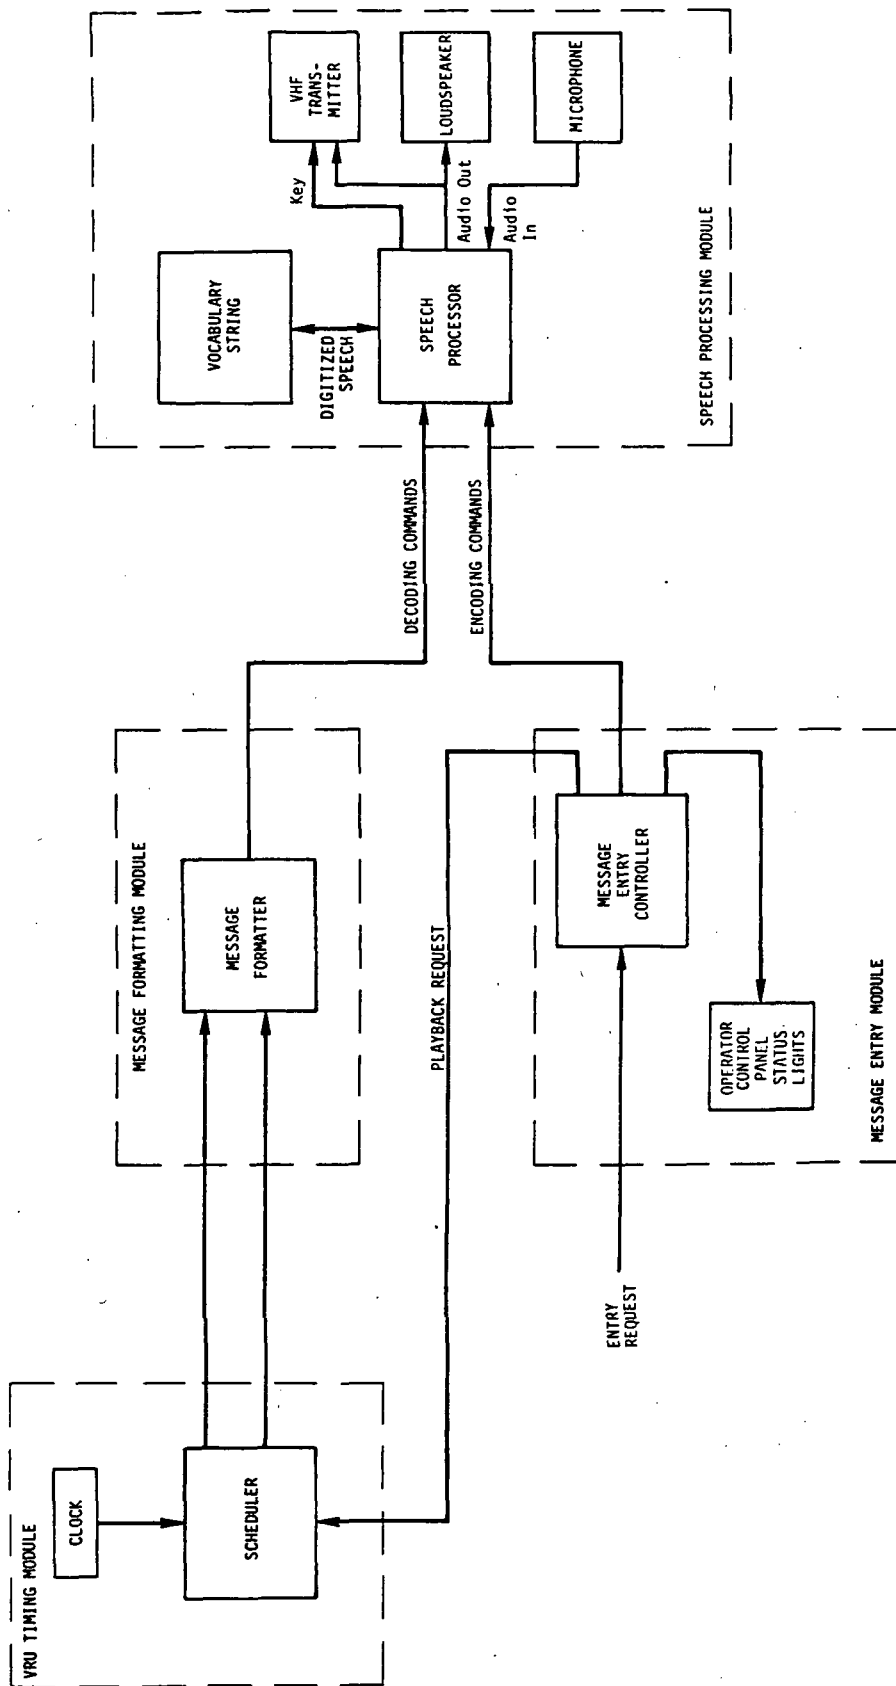 VRU TIMING MODULE
CLOCK
SCHEDULER
MESSAGE FORMATTING MODULE
MESSAGE
FORMATTER
PLAYBACK REQUEST
ENTRY
REQUEST
MESSAGE
ENTRY
CONTROLLER
OPERATOR
CONTROL
PANEL
STATUS
LIGHTS
MESSAGE ENTRY MODULE
DECODING COMMANDS
ENCODING COMMANDS
VOCABULARY
STRING
DIGITIZED
SPEECH
SPEECH
PROCESSOR
Key
Audio Out
Audio
In
VHF
TRANS-
MITTER
LOUDSPEAKER
MICROPHONE
SPEECH PROCESSING MODULE